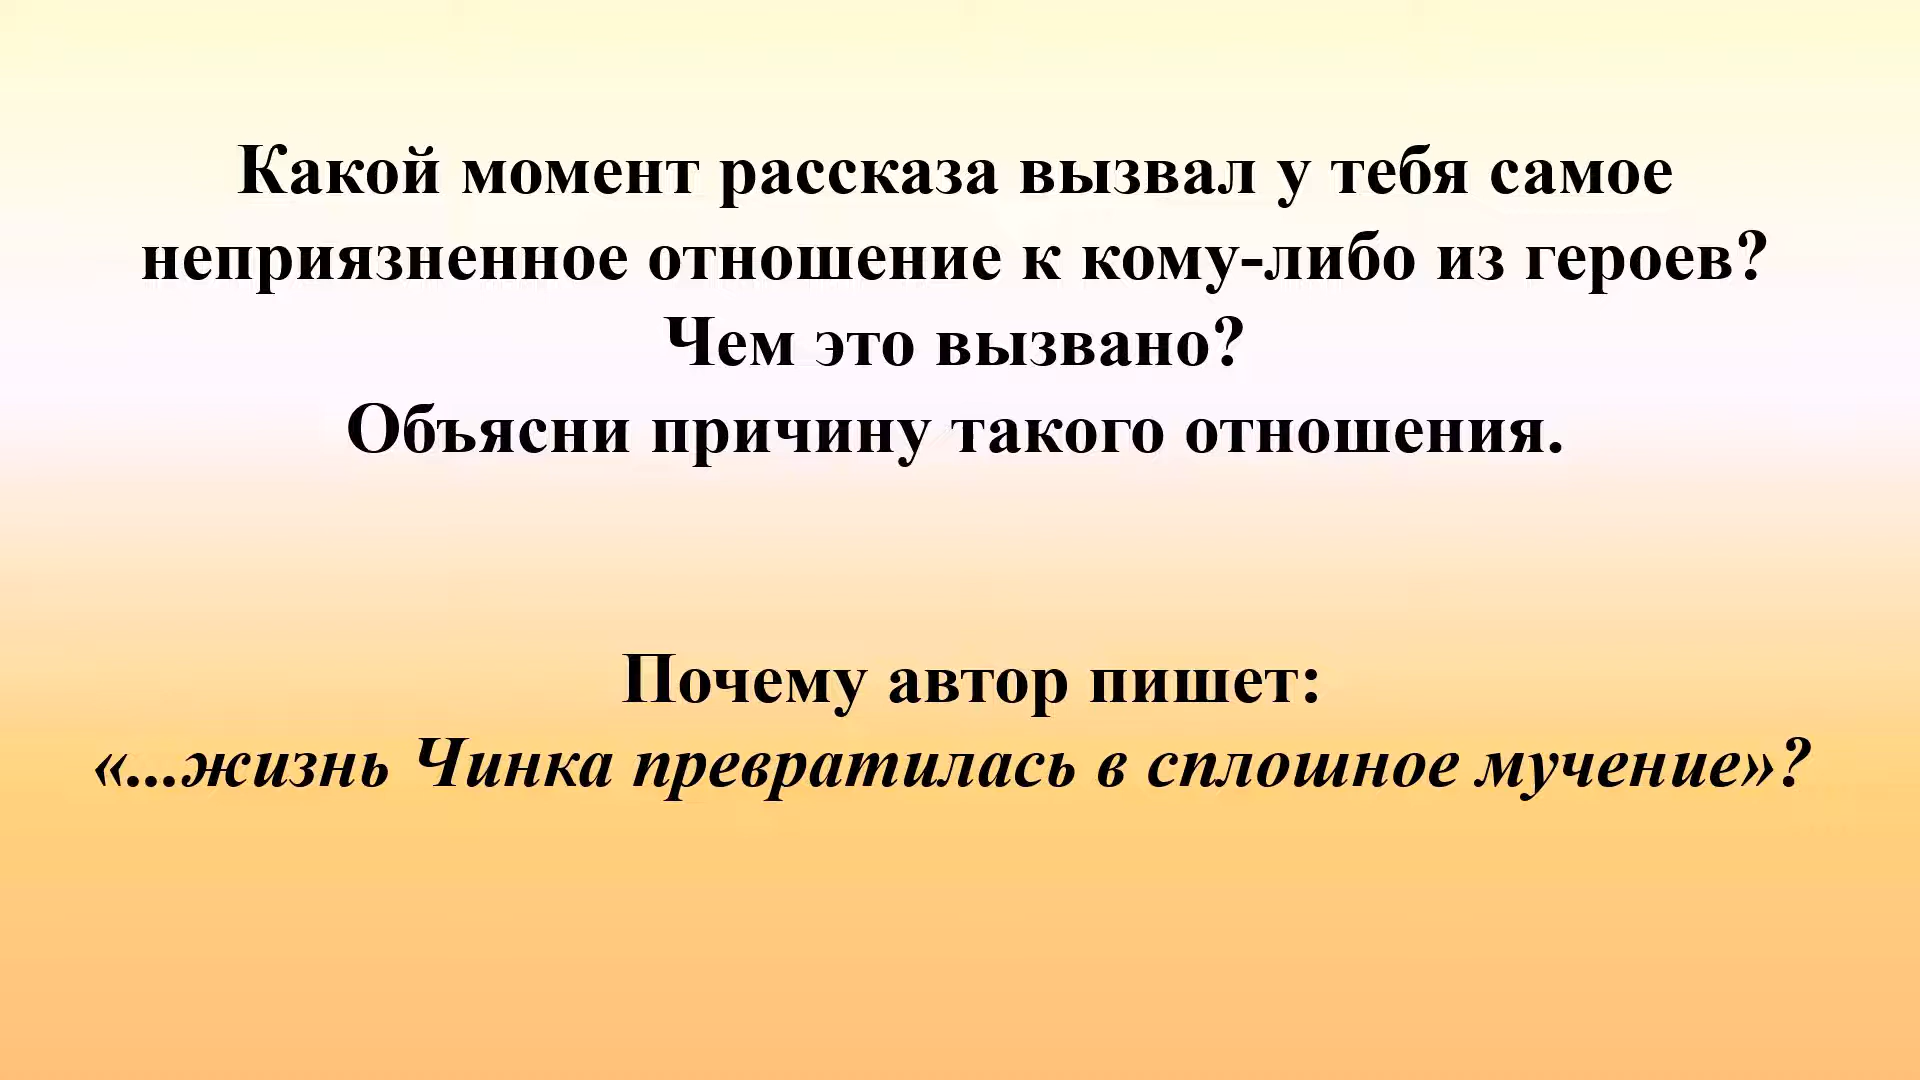 Какой момент рассказа вызвал у тебя самое
неприязненное отношение к кому-либо из героев?
Чем это вызвано?
Объясни причину такого отношения.
Почему автор пишет:
«...жизнь Чинка превратилась в сплошное мучение»?